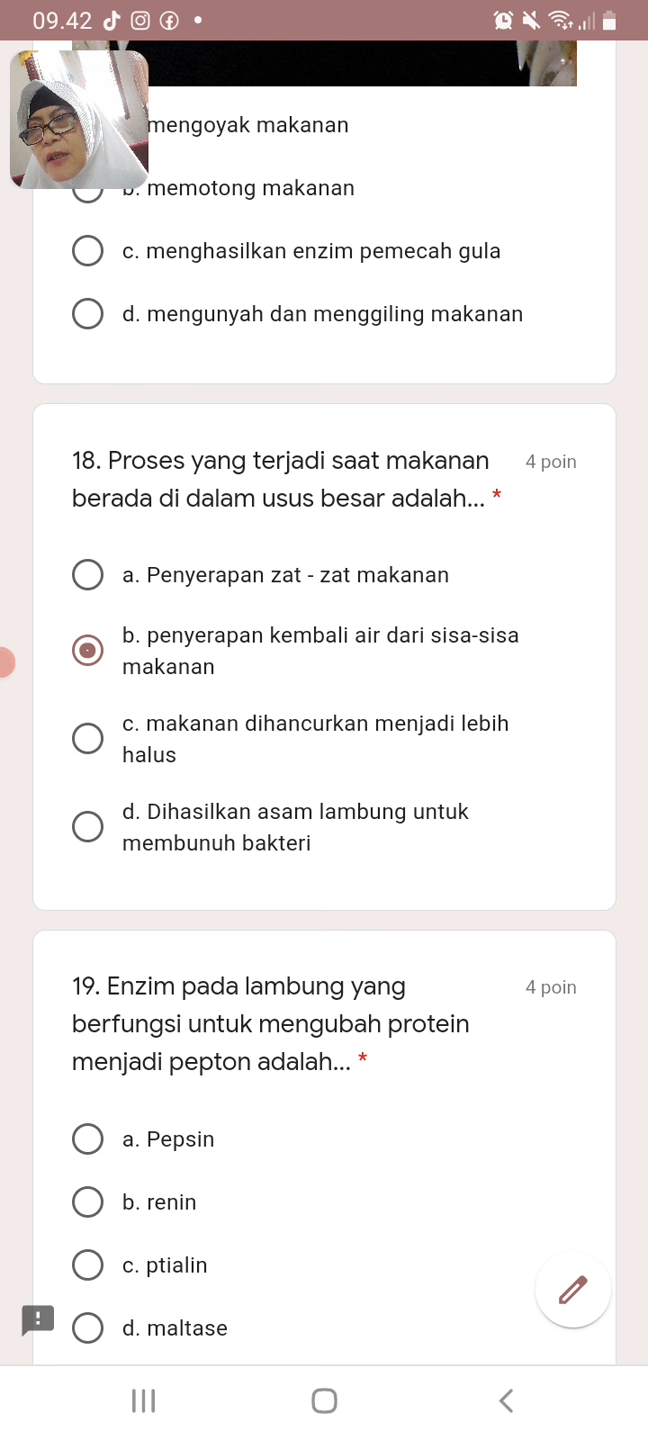 09.42
mengoyak makanan
b. memotong makanan
c. menghasilkan enzim pemecah gula
d. mengunyah dan menggiling makanan
18. Proses yang terjadi saat makanan
4 poin
berada di dalam usus besar adalah... *
a. Penyerapan zat - zat makanan
b. penyerapan kembali air dari sisa-sisa
makanan
c. makanan dihancurkan menjadi lebih
halus
d. Dihasilkan asam lambung untuk
membunuh bakteri
19. Enzim pada lambung yang
4 poin
berfungsi untuk mengubah protein
menjadi pepton adalah... *
a. Pepsin
b. renin
c. ptialin
d. maltase